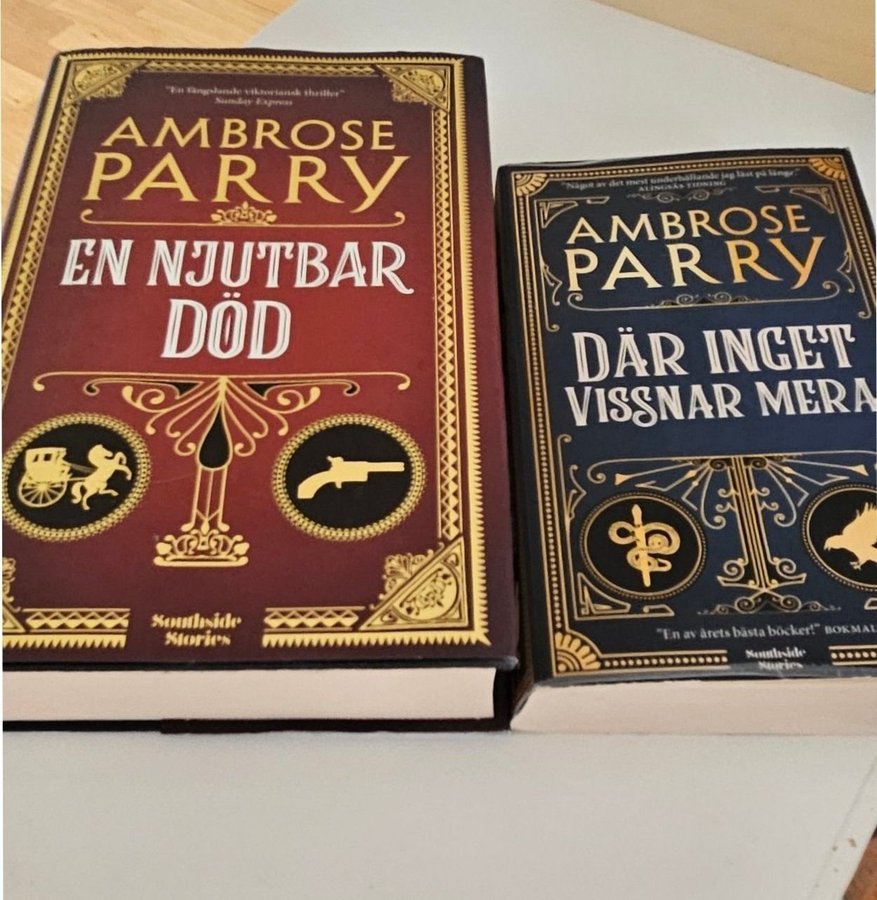 "En fängslande viktoriansk thriller"
Sunday Express
AMBROSE
PARRY
EN NJUTBAR
DÖD
Southside
Stories
"Något av det mest underhållande jag läst på länge."
ALINGSÅS TIDNING
AMBROSE
PARRY
DÄR INGET
VISSNAR MERA
"En av årets bästa böcker!" BOKMAL
Southside
Stories